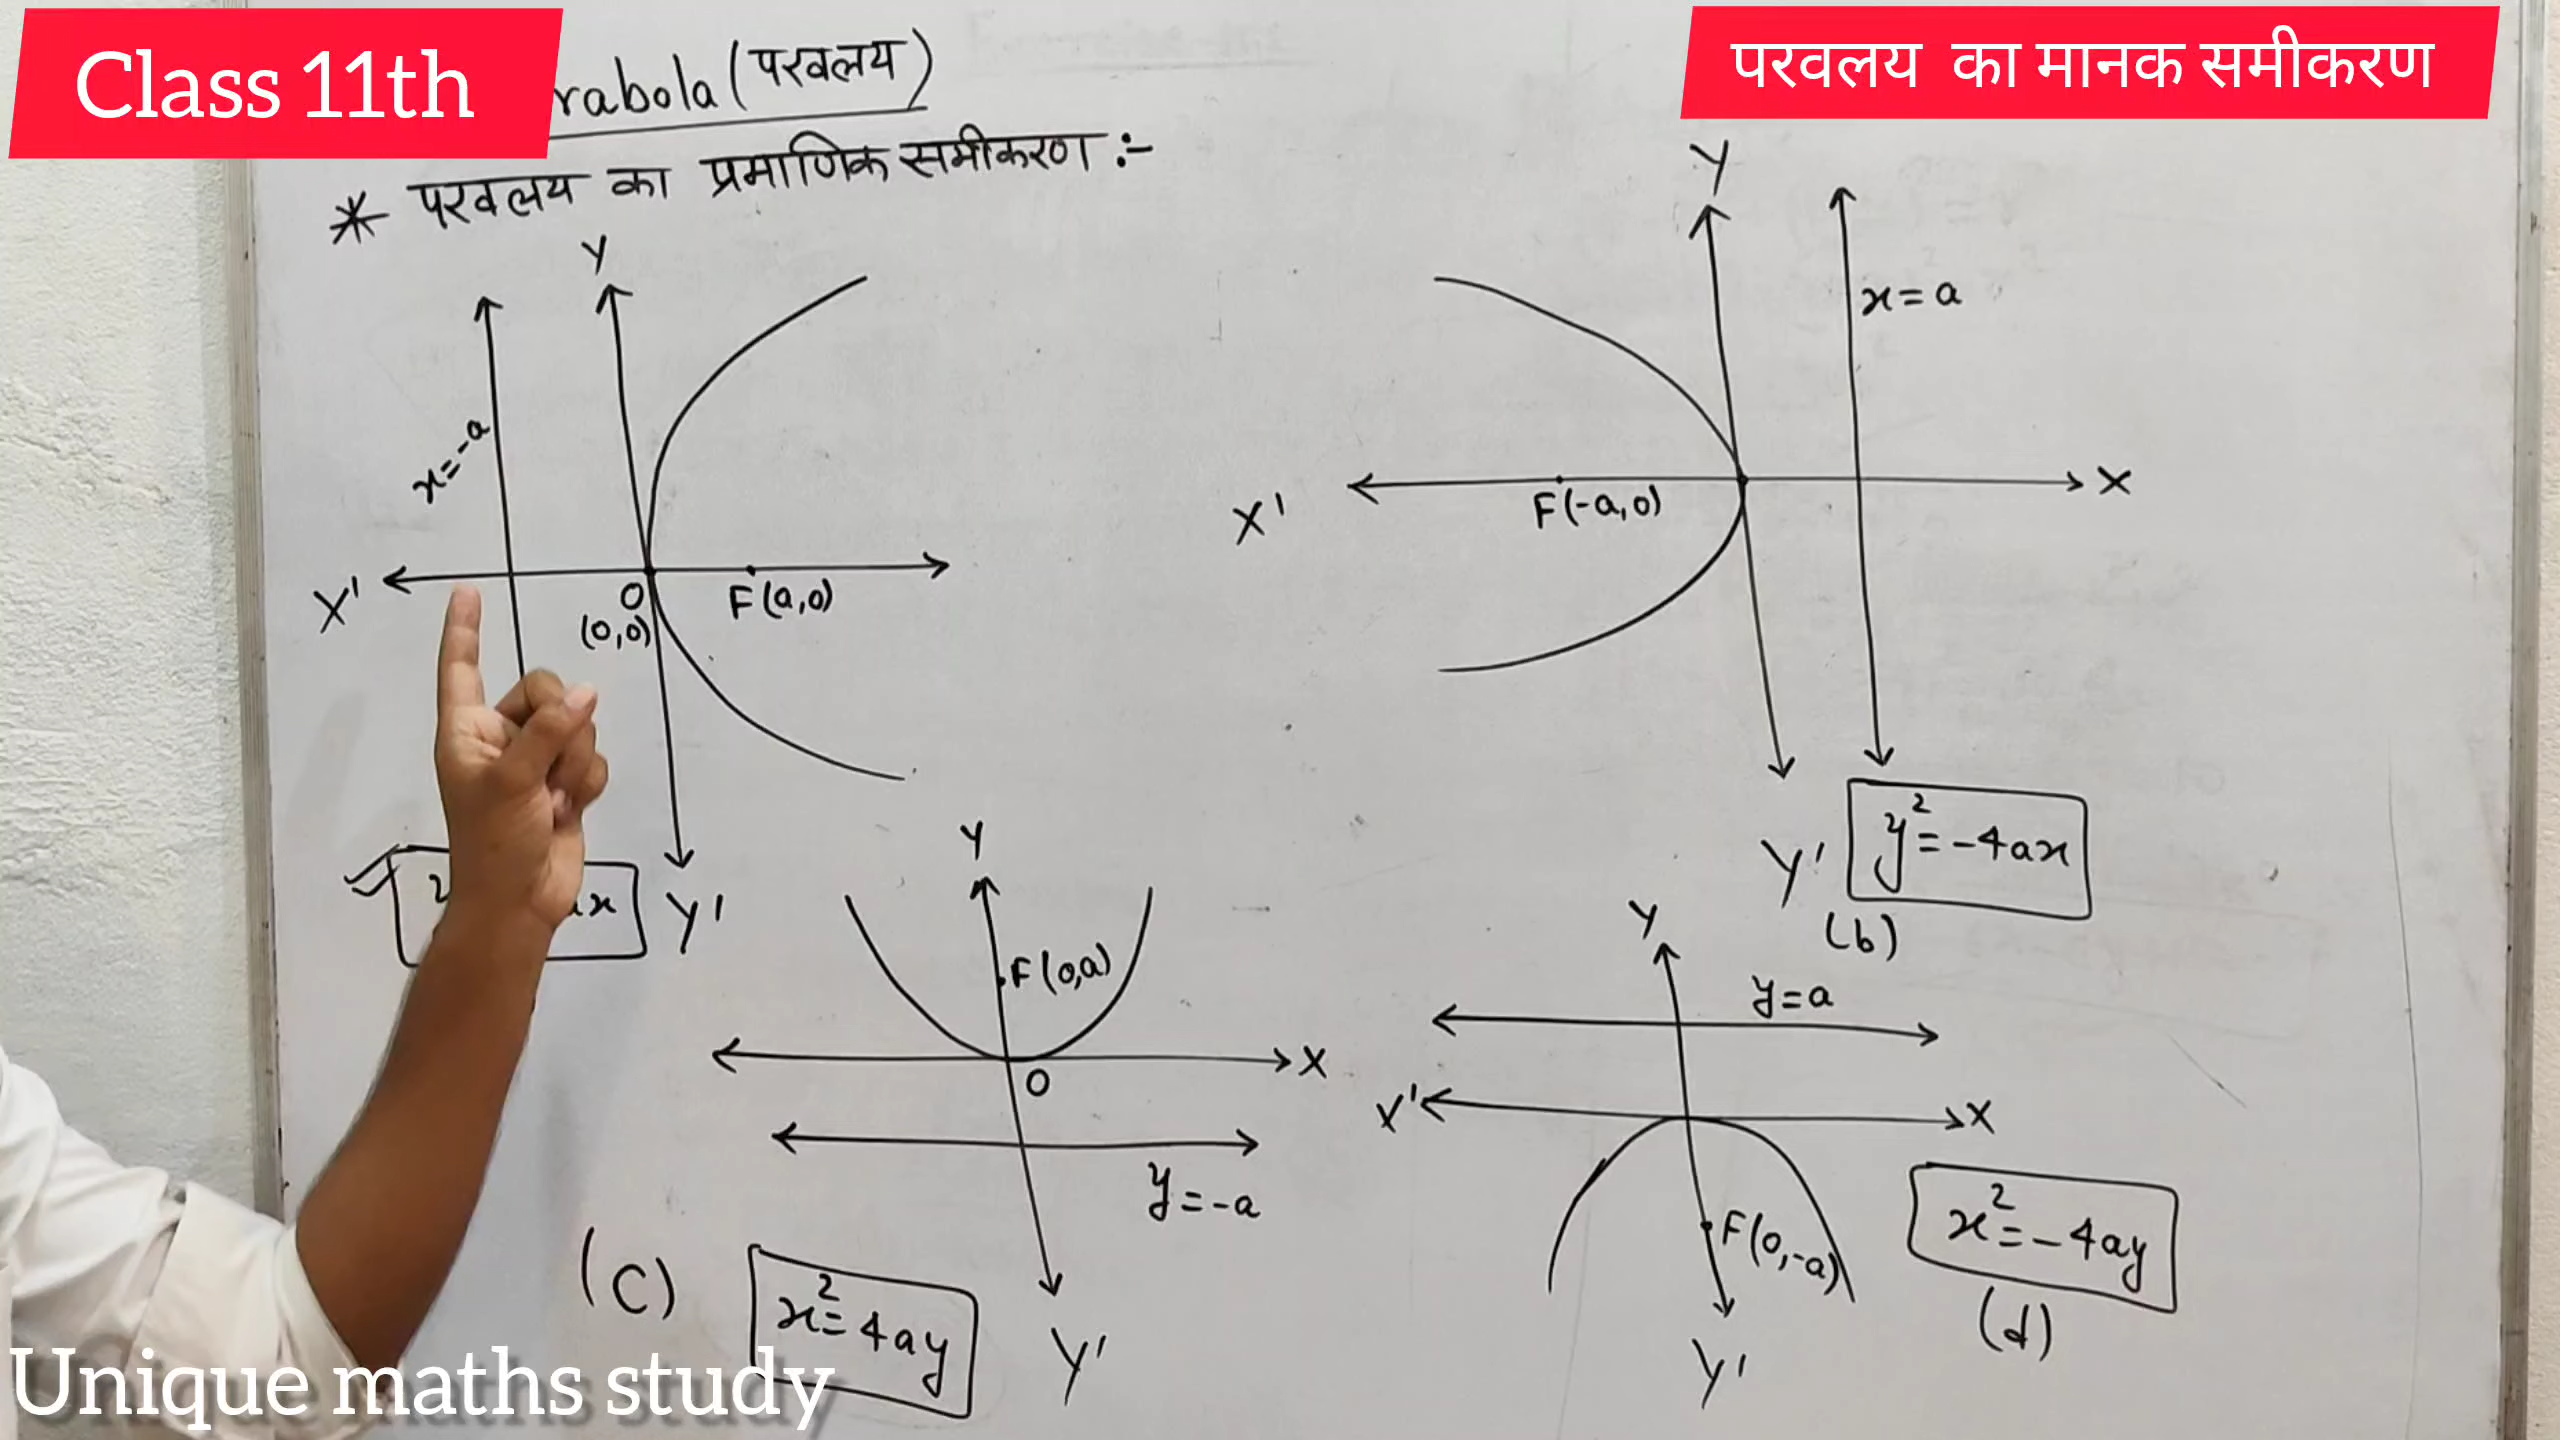 Class 11th
परवलय का मानक समीकरण
rabola (परवलय)
* परवलय का प्रमाणिक समीकरण :-
Y
x=-a
X'
O
(0,0)
F(a,0)
Y'
Y
x=a
F(-a,0)
X'
X
Y'
y²=-4ax
(b)
Y
F(0,a)
X
O
y=-a
(C)
x²=4ay
Y'
Y
y=a
X'
X
F(0,-a)
x²=-4ay
(d)
Y'
Unique maths study